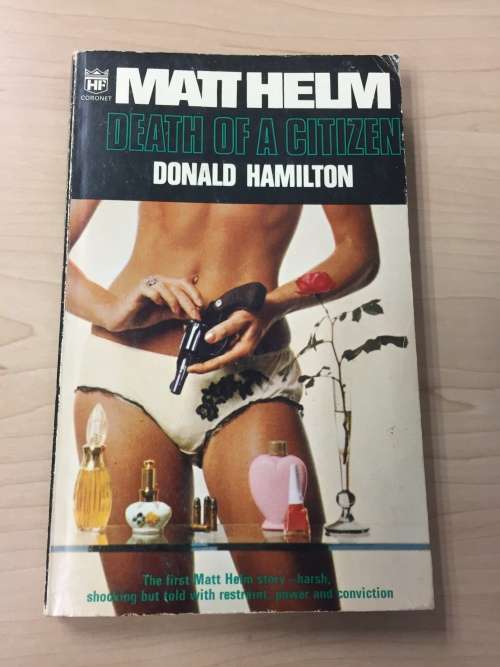 HF
CORONET
MATT HELM
DEATH OF A CITIZEN
DONALD HAMILTON
The first Matt Helm story - harsh,
shocking but told with restraint, power and conviction